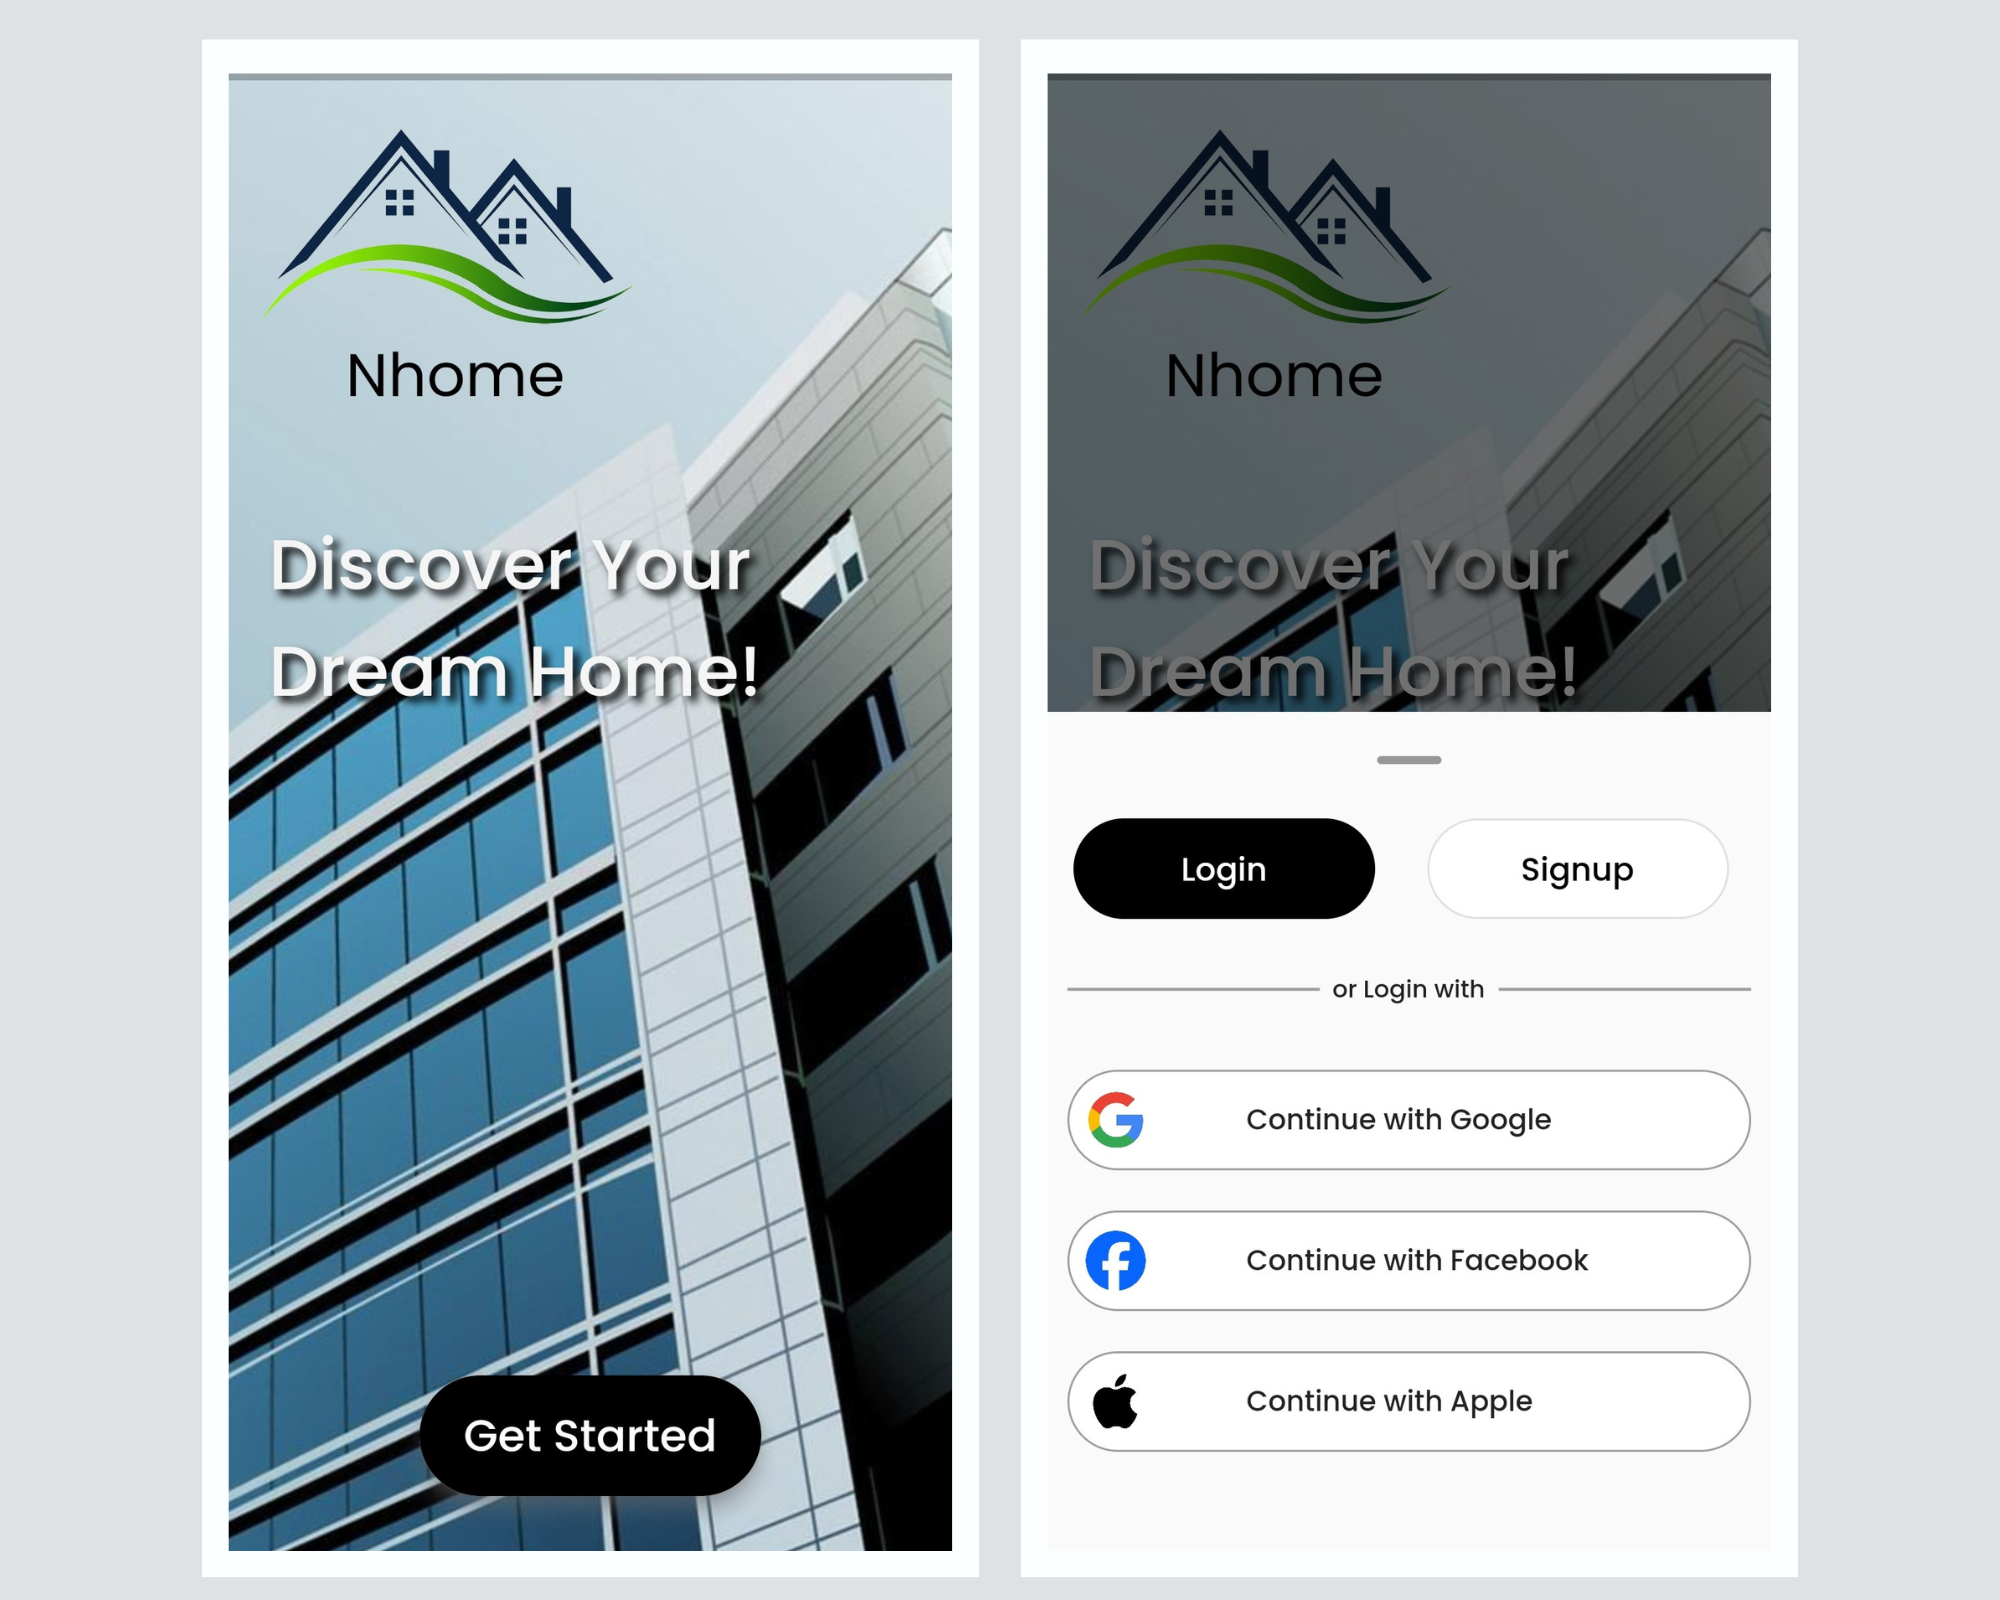 Nhome
Discover Your
Dream Home!
Get Started
Nhome
Discover Your
Dream Home!
Login
Signup
or Login with
Continue with Google
Continue with Facebook
Continue with Apple